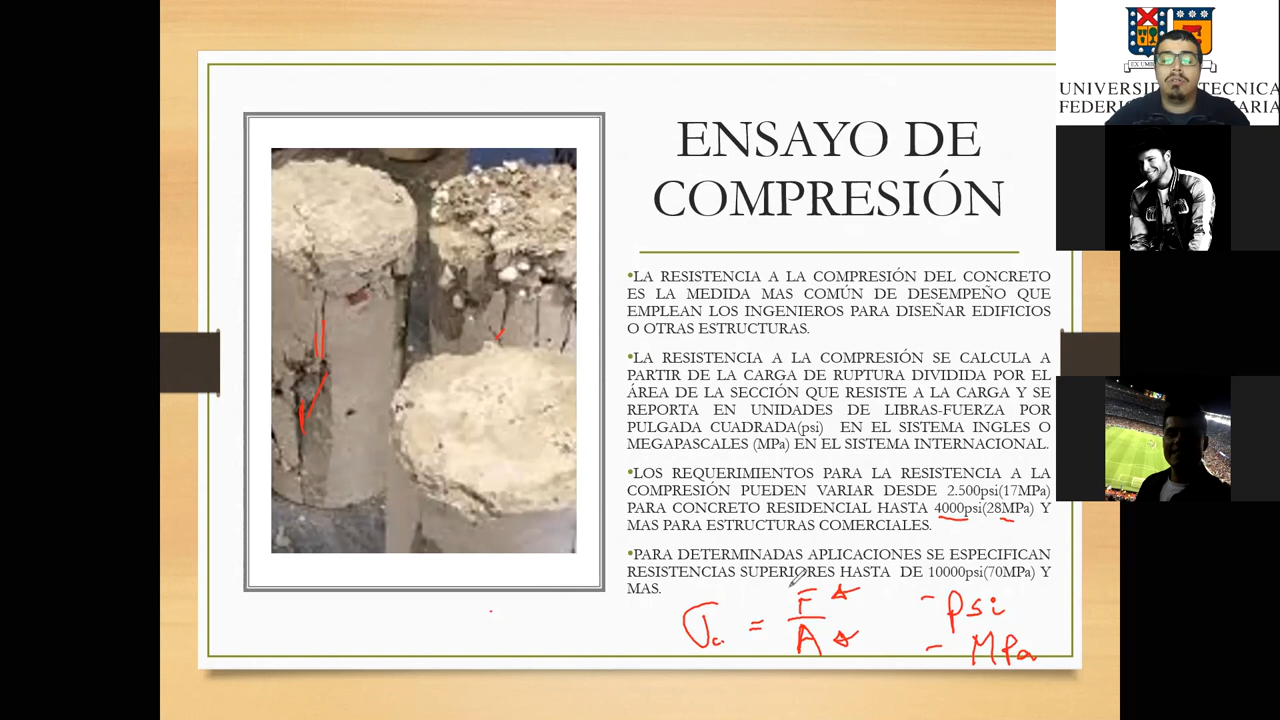 ENSAYO DE
COMPRESIÓN
•LA RESISTENCIA A LA COMPRESIÓN DEL CONCRETO
ES LA MEDIDA MAS COMÚN DE DESEMPEÑO QUE
EMPLEAN LOS INGENIEROS PARA DISEÑAR EDIFICIOS
O OTRAS ESTRUCTURAS.
•LA RESISTENCIA A LA COMPRESIÓN SE CALCULA A
PARTIR DE LA CARGA DE RUPTURA DIVIDIDA POR EL
ÁREA DE LA SECCIÓN QUE RESISTE A LA CARGA Y SE
REPORTA EN UNIDADES DE LIBRAS-FUERZA POR
PULGADA CUADRADA(psi) EN EL SISTEMA INGLES O
MEGAPASCALES (MPa) EN EL SISTEMA INTERNACIONAL.
•LOS REQUERIMIENTOS PARA LA RESISTENCIA A LA
COMPRESIÓN PUEDEN VARIAR DESDE 2.500psi(17MPa)
PARA CONCRETO RESIDENCIAL HASTA 4000psi(28MPa) Y
MAS PARA ESTRUCTURAS COMERCIALES.
•PARA DETERMINADAS APLICACIONES SE ESPECIFICAN
RESISTENCIAS SUPERIORES HASTA DE 10000psi(70MPa) Y
MAS.
σc = F/A
- psi
- MPa